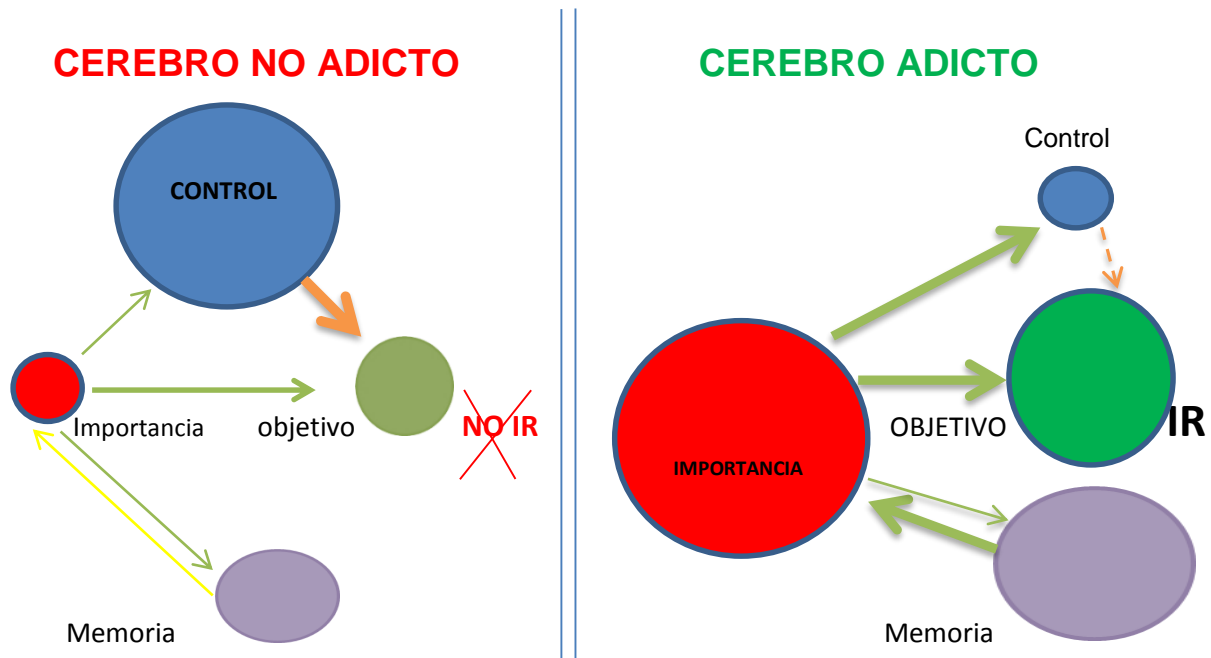 CEREBRO NO ADICTO
CONTROL
Importancia
objetivo
NO IR
Memoria
CEREBRO ADICTO
Control
OBJETIVO
IR
IMPORTANCIA
Memoria